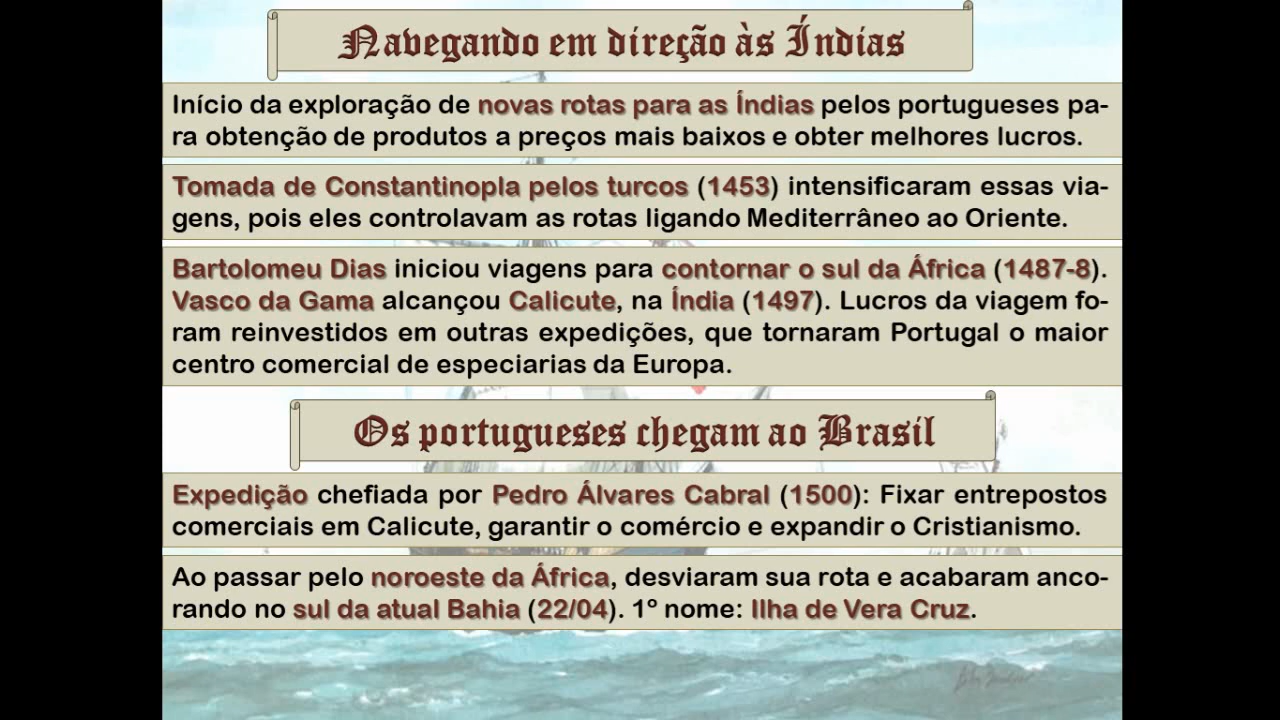 Navegando em direção às Índias
Início da exploração de novas rotas para as Índias pelos portugueses pa-
ra obtenção de produtos a preços mais baixos e obter melhores lucros.
Tomada de Constantinopla pelos turcos (1453) intensificaram essas via-
gens, pois eles controlavam as rotas ligando Mediterrâneo ao Oriente.
Bartolomeu Dias iniciou viagens para contornar o sul da África (1487-8).
Vasco da Gama alcançou Calicute, na Índia (1497). Lucros da viagem fo-
ram reinvestidos em outras expedições, que tornaram Portugal o maior
centro comercial de especiarias da Europa.
Os portugueses chegam ao Brasil
Expedição chefiada por Pedro Álvares Cabral (1500): Fixar entrepostos
comerciais em Calicute, garantir o comércio e expandir o Cristianismo.
Ao passar pelo noroeste da África, desviaram sua rota e acabaram anco-
rando no sul da atual Bahia (22/04). 1º nome: Ilha de Vera Cruz.